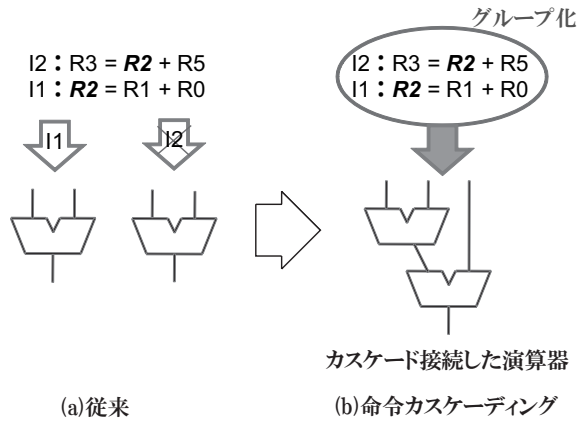 グループ化
I2：R3 = R2 + R5
I1：R2 = R1 + R0
I2：R3 = R2 + R5
I1：R2 = R1 + R0
I1
I2
カスケード接続した演算器
(a)従来
(b)命令カスケーディング